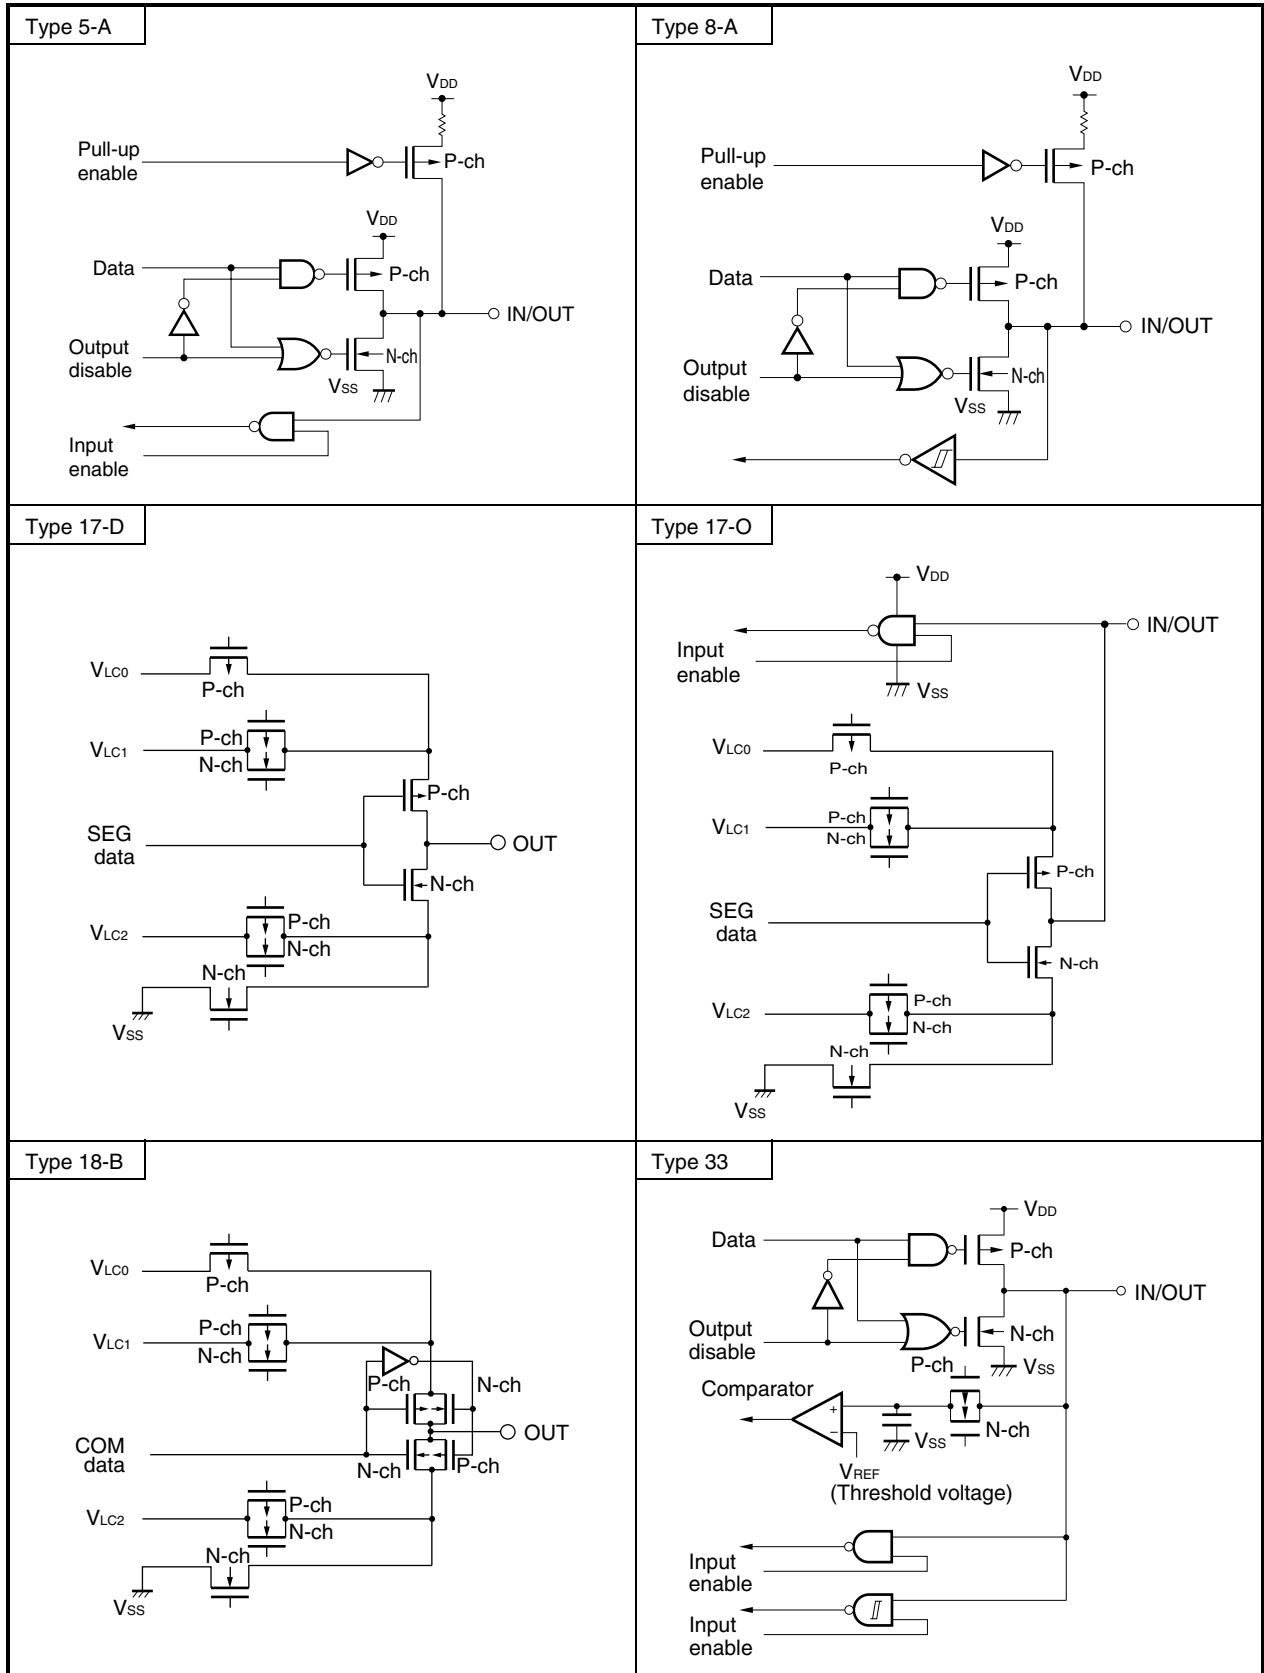 Type 5-A
VDD
Pull-up
enable
P-ch
VDD
Data
P-ch
IN/OUT
Output
disable
N-ch
VSS
Input
enable
Type 8-A
VDD
Pull-up
enable
P-ch
VDD
Data
P-ch
IN/OUT
Output
disable
N-ch
VSS
Type 17-D
VLC0
P-ch
P-ch
VLC1
N-ch
P-ch
SEG
data
OUT
N-ch
P-ch
VLC2
N-ch
N-ch
VSS
Type 17-O
VDD
IN/OUT
Input
enable
VSS
VLC0
P-ch
P-ch
VLC1
N-ch
P-ch
SEG
data
N-ch
P-ch
VLC2
N-ch
N-ch
VSS
Type 18-B
VLC0
P-ch
P-ch
VLC1
N-ch
P-ch
N-ch
OUT
COM
data
N-ch
P-ch
P-ch
VLC2
N-ch
N-ch
VSS
Type 33
VDD
Data
P-ch
IN/OUT
Output
disable
N-ch
P-ch
VSS
Comparator
+
−
VSS
N-ch
VREF
(Threshold voltage)
Input
enable
Input
enable